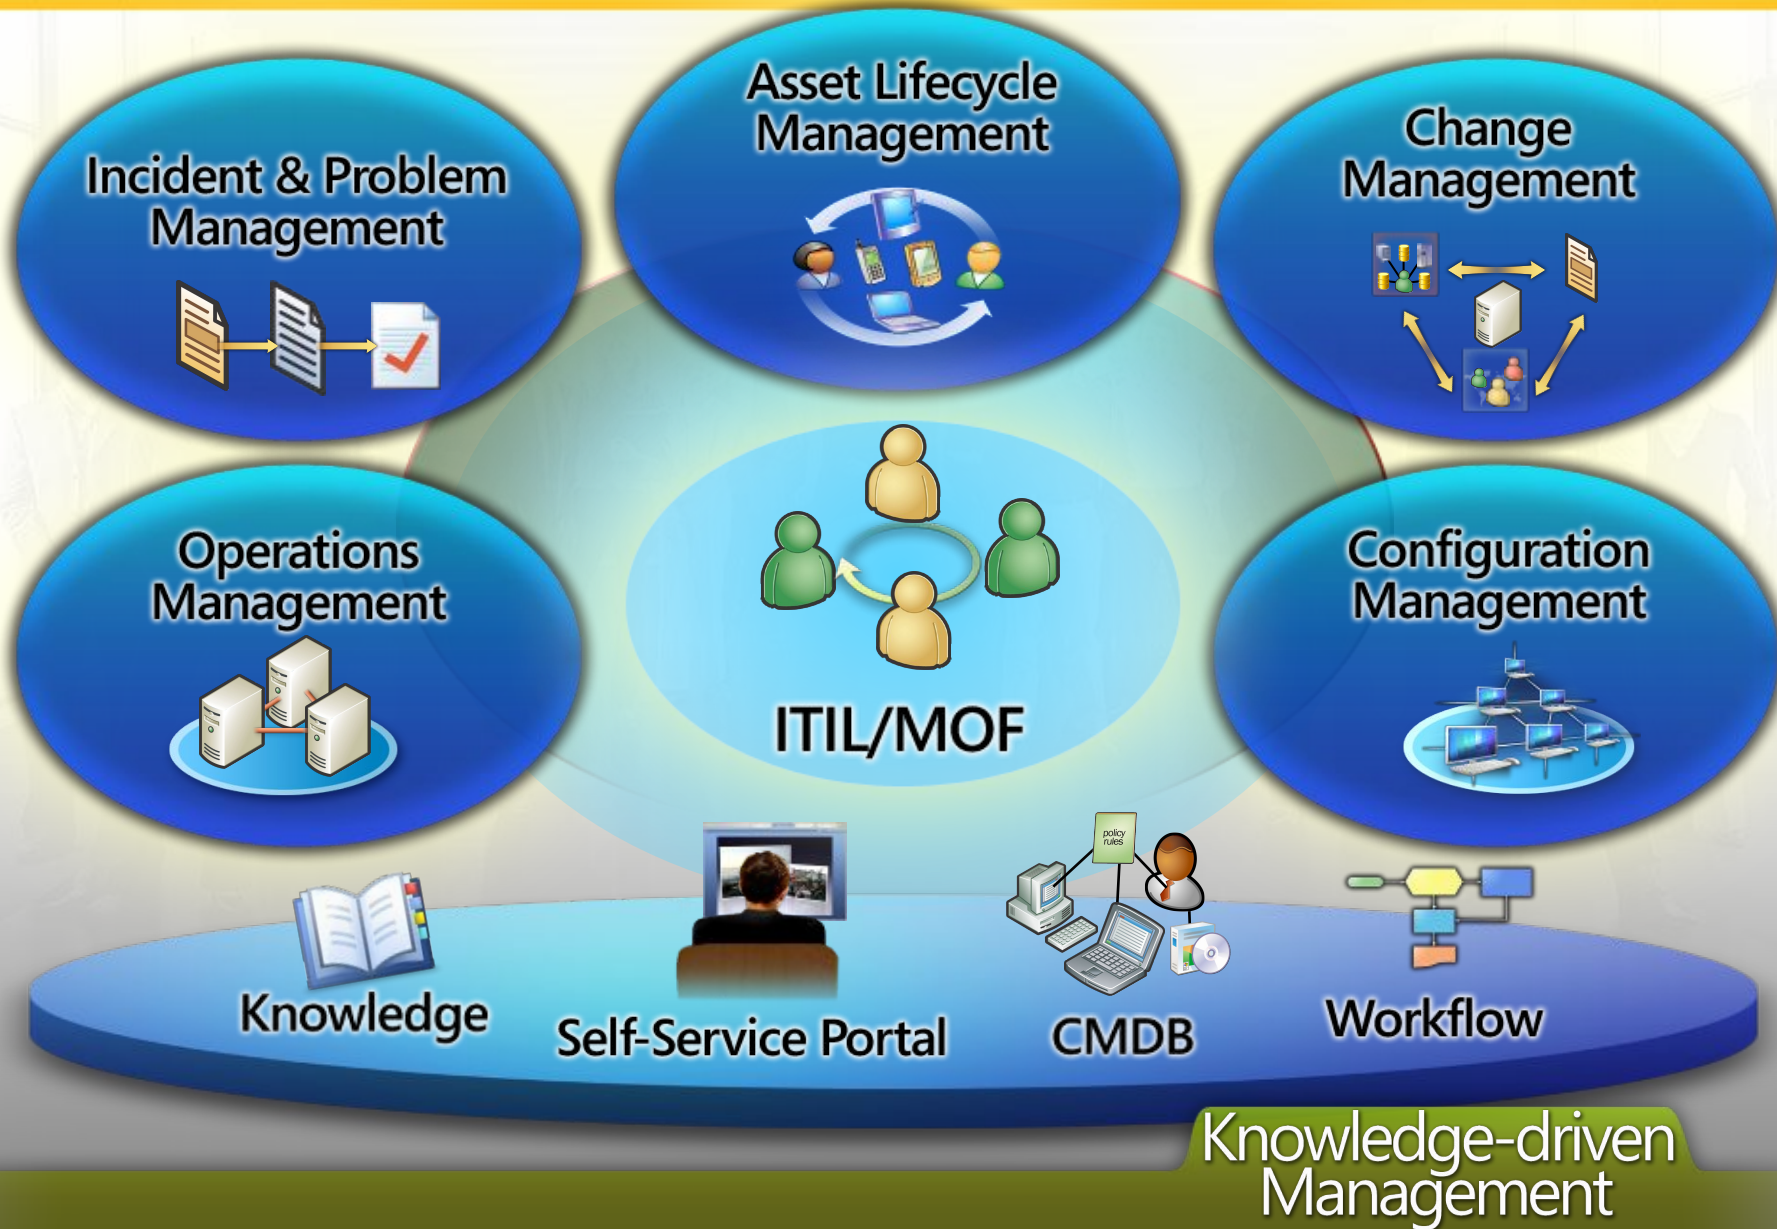 Asset Lifecycle
Management
Incident & Problem
Management
Change
Management
Operations
Management
Configuration
Management
ITIL/MOF
policy
rules
Knowledge
Self-Service Portal
CMDB
Workflow
Knowledge-driven
Management